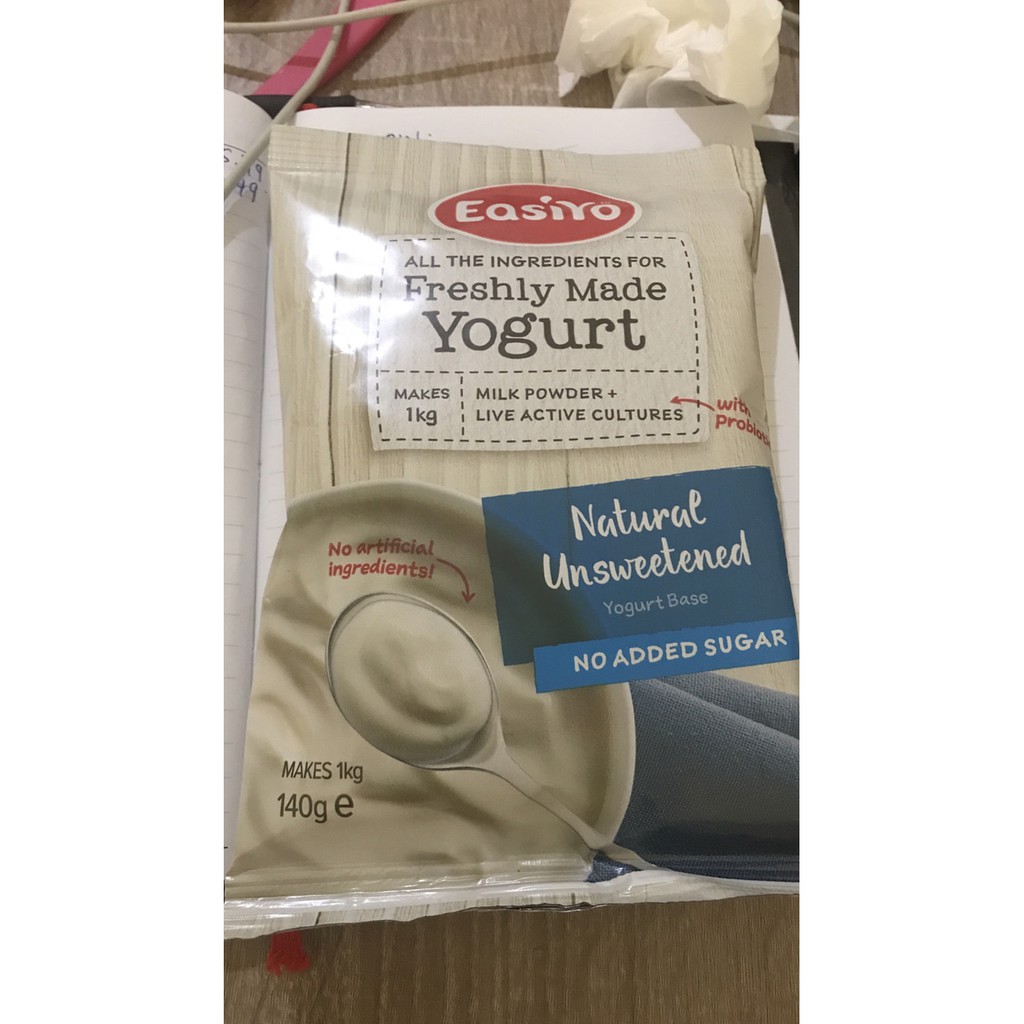 EasiYo
ALL THE INGREDIENTS FOR
Freshly Made
Yogurt
MAKES
1kg
MILK POWDER +
LIVE ACTIVE CULTURES
with
No artificial
ingredients!
Natural
Unsweetened
Yogurt Base
NO ADDED SUGAR
MAKES 1kg
140g e